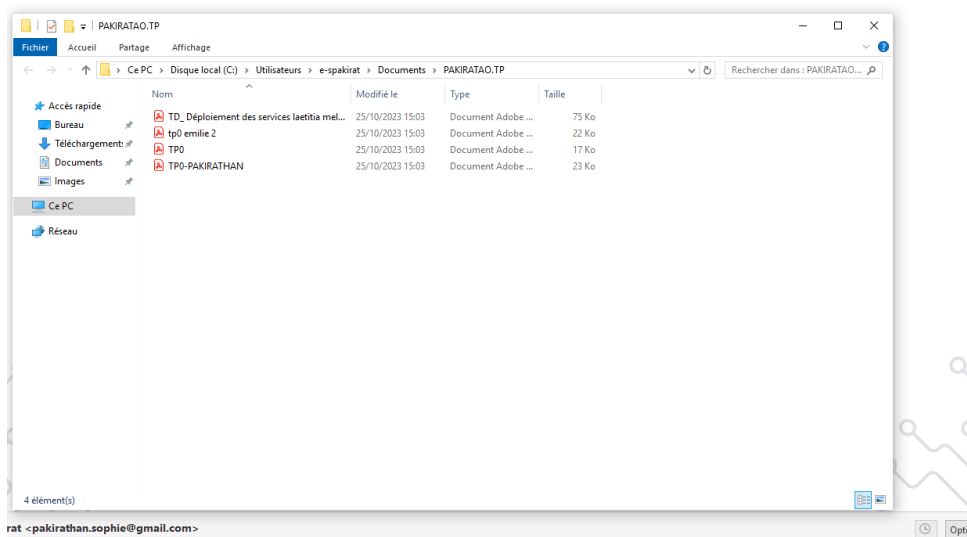 PAKIRATAO.TP
Fichier Accueil Partage Affichage
Ce PC > Disque local (C:) > Utilisateurs > e-spakirat > Documents > PAKIRATAO.TP
Rechercher dans : PAKIRATAO...
Nom Modifié le Type Taille
Accès rapide
Bureau
Téléchargements
Documents
Images
Ce PC
Réseau
TD_ Déploiement des services laetitia mel... 25/10/2023 15:03 Document Adobe ... 75 Ko
tp0 emilie 2 25/10/2023 15:03 Document Adobe ... 22 Ko
TP0 25/10/2023 15:03 Document Adobe ... 17 Ko
TP0-PAKIRATHAN 25/10/2023 15:03 Document Adobe ... 23 Ko
4 élément(s)
rat <pakirathan.sophie@gmail.com>
Opti